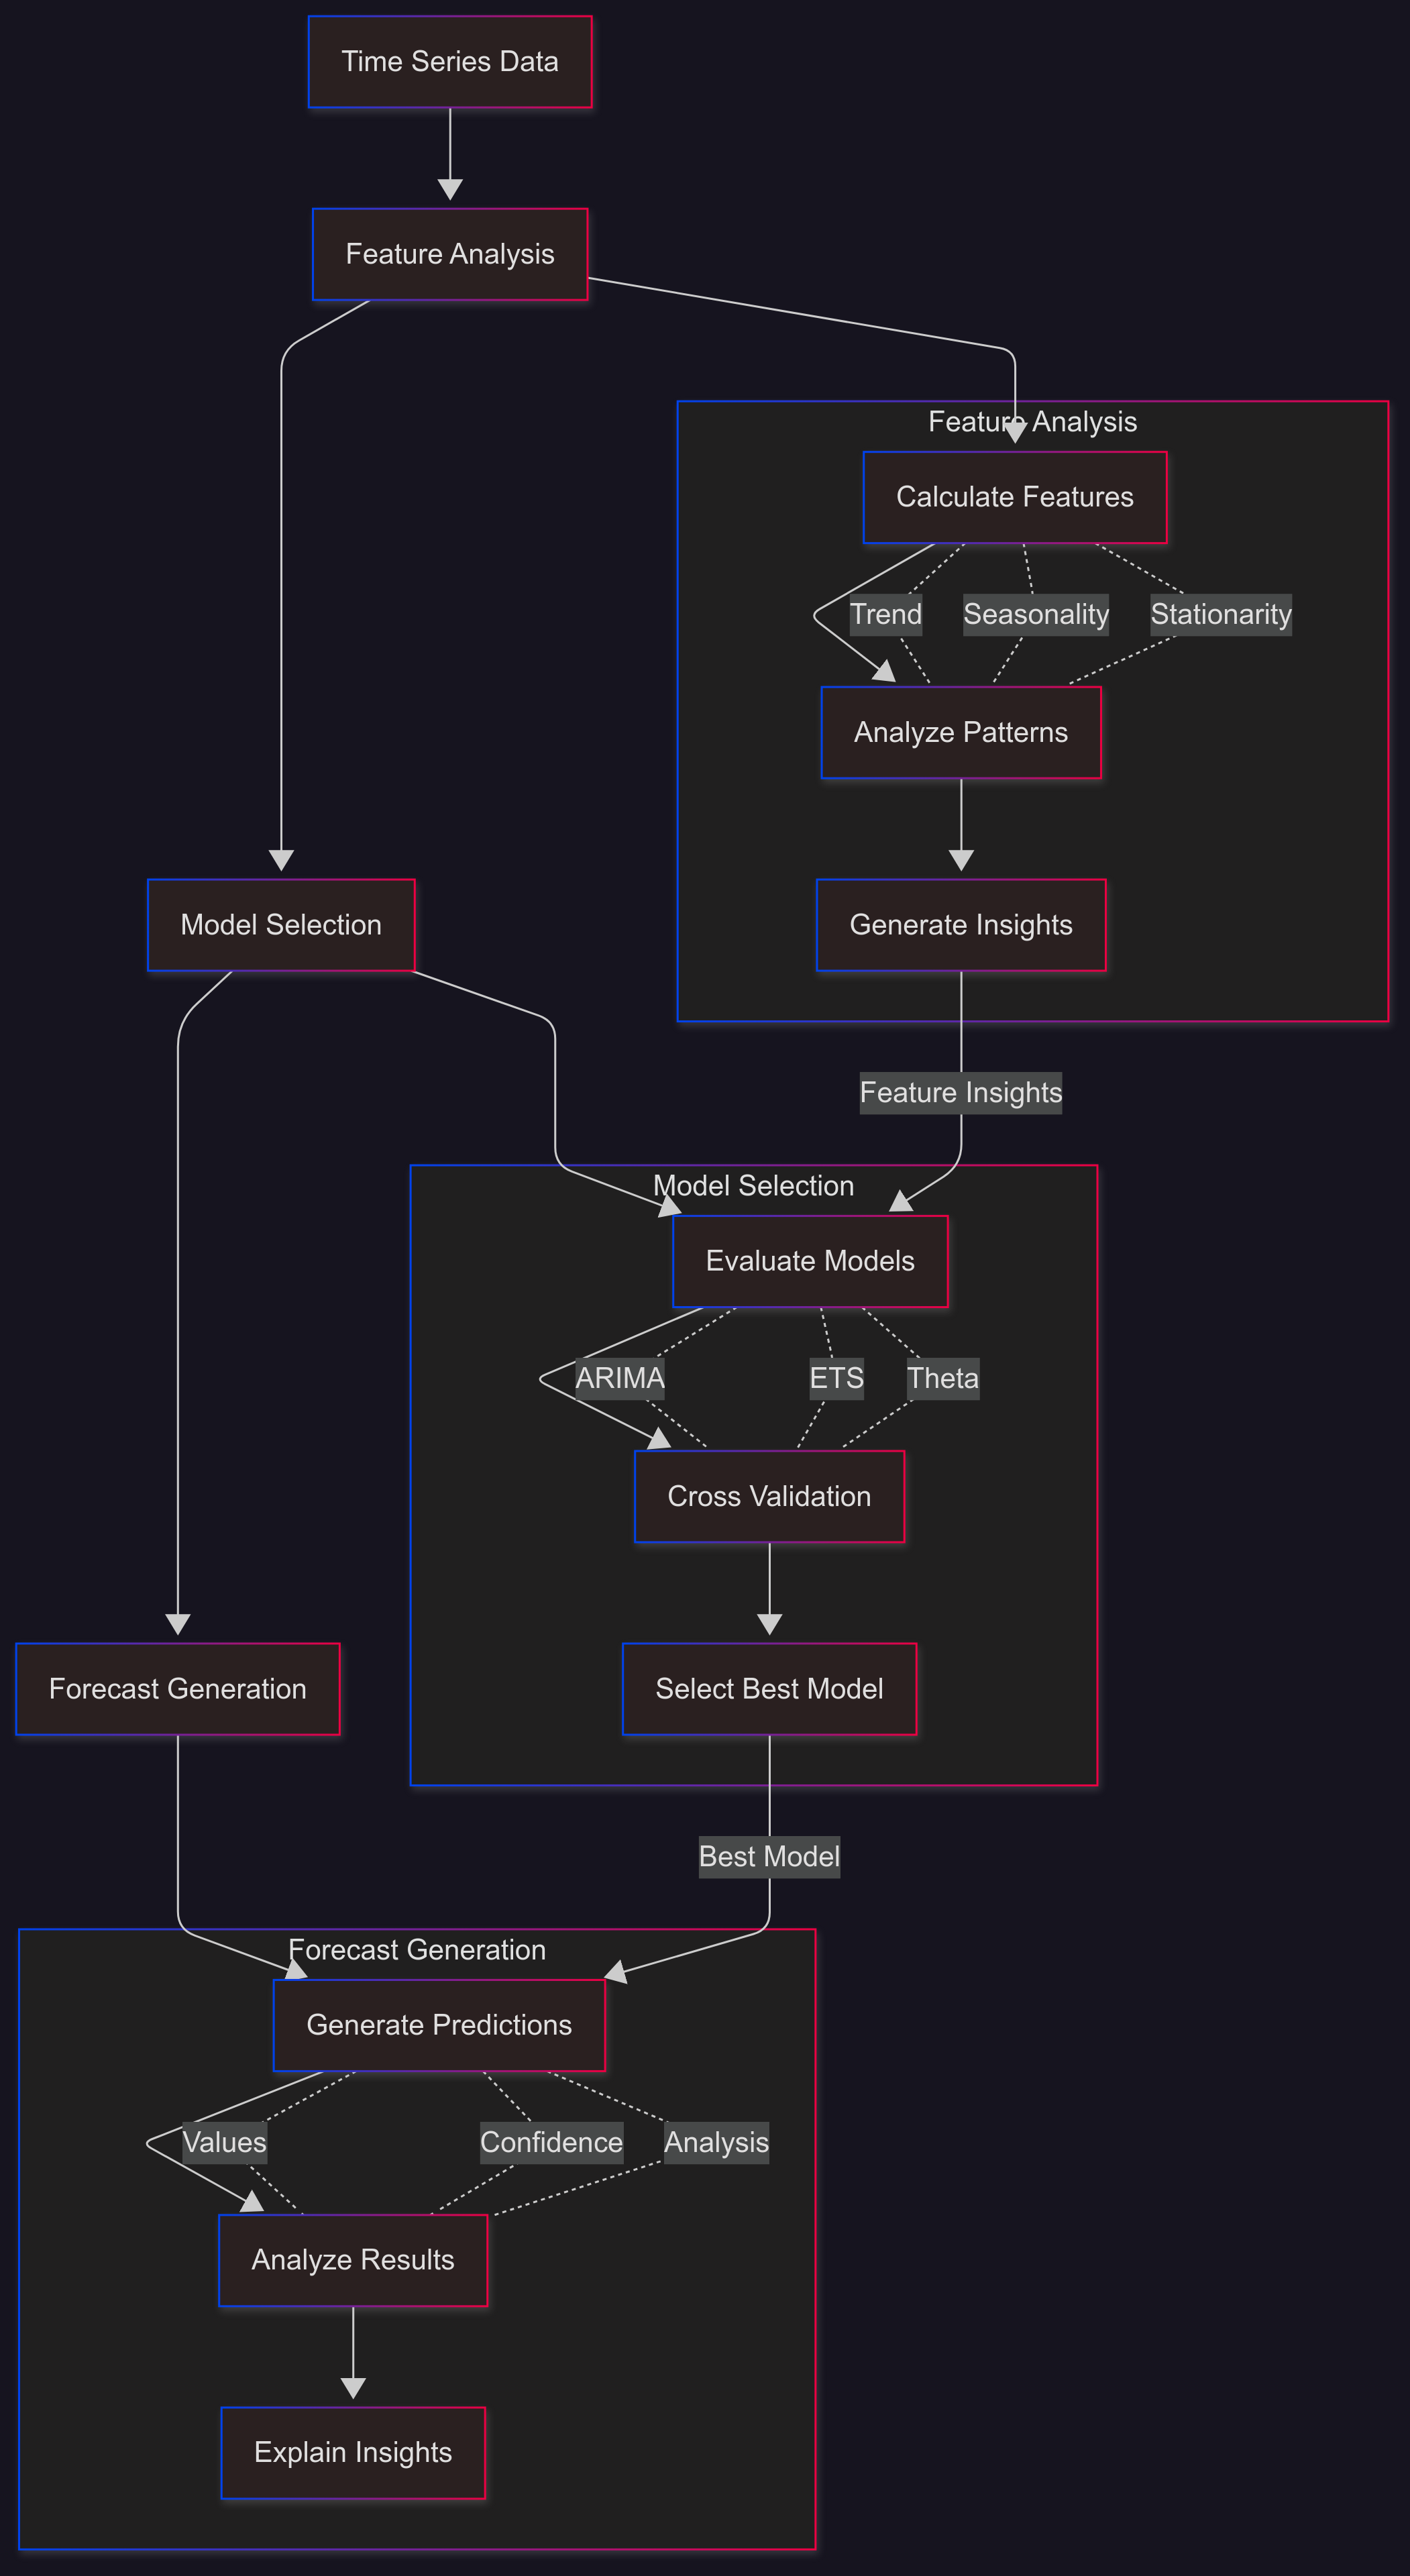 Time Series Data
Feature Analysis
Feature Analysis
Calculate Features
Trend
Seasonality
Stationarity
Analyze Patterns
Model Selection
Generate Insights
Feature Insights
Model Selection
Evaluate Models
ARIMA
ETS
Theta
Cross Validation
Forecast Generation
Select Best Model
Best Model
Forecast Generation
Generate Predictions
Values
Confidence
Analysis
Analyze Results
Explain Insights